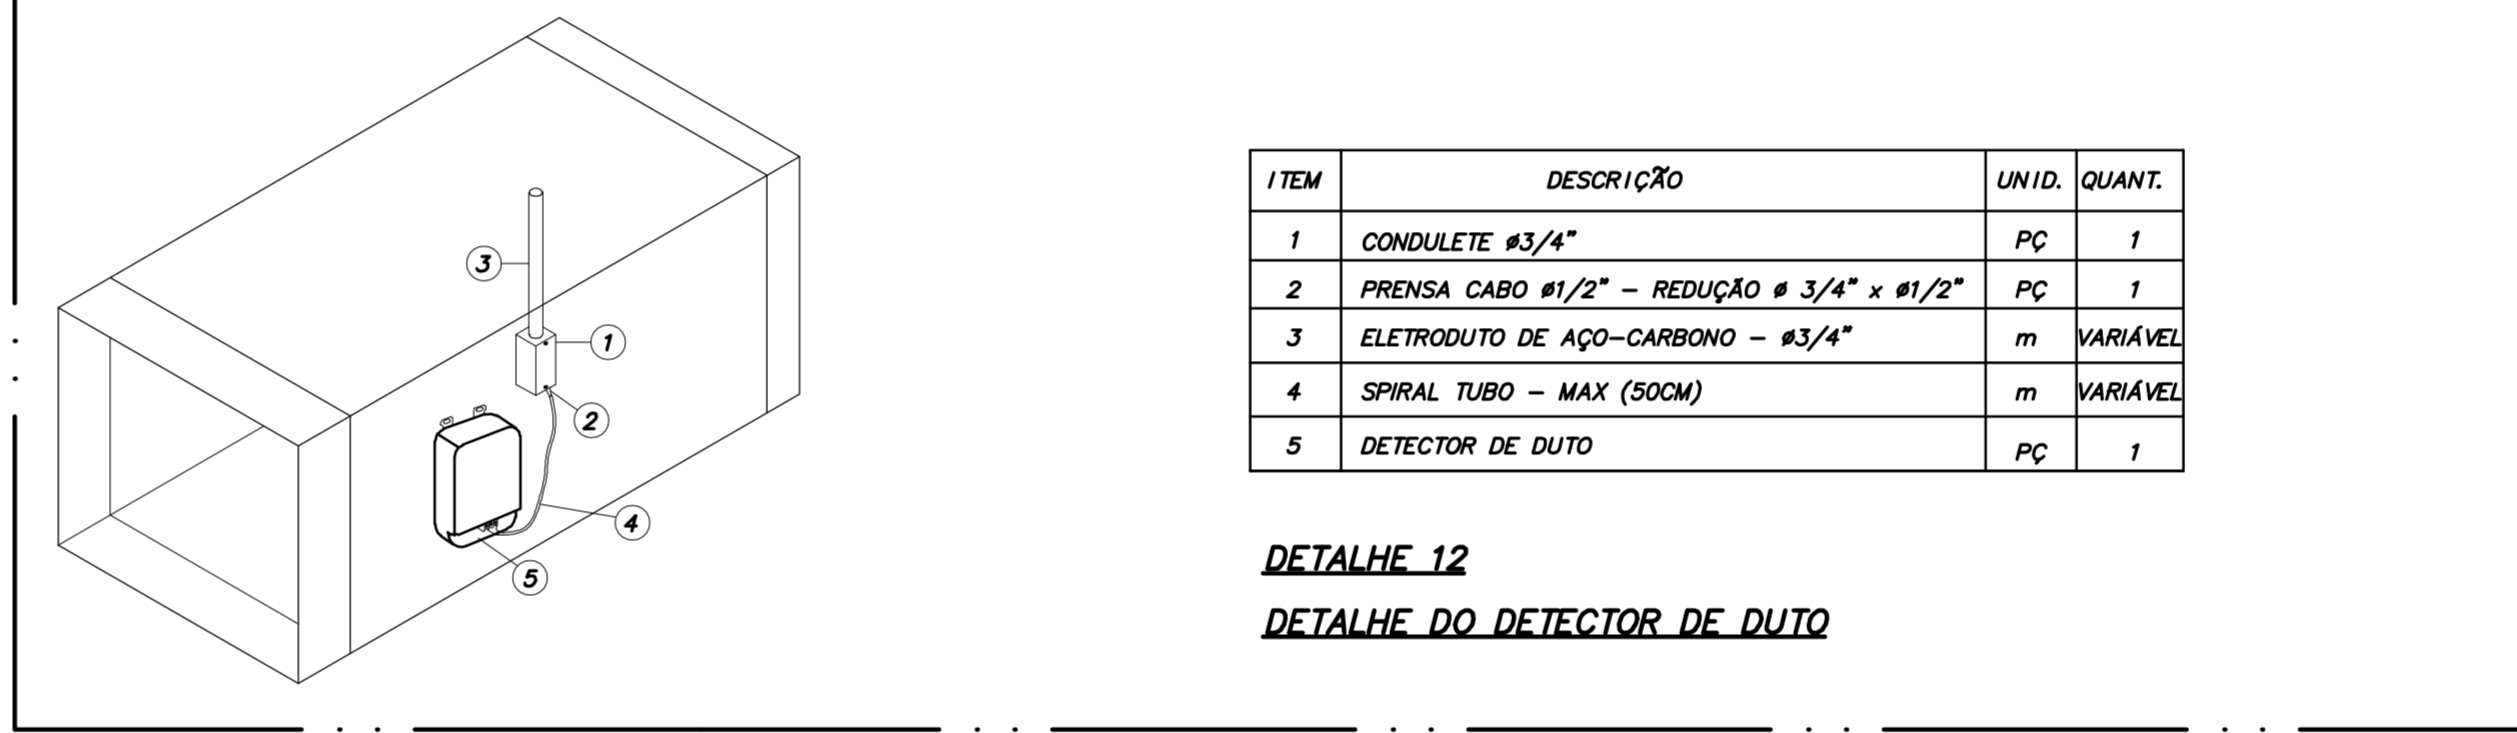 3
1
2
4
5
ITEM DESCRIÇÃO UNID. QUANT.
1 CONDULETE ø3/4" PÇ 1
2 PRENSA CABO ø1/2" – REDUÇÃO ø 3/4" x ø1/2" PÇ 1
3 ELETRODUTO DE AÇO–CARBONO – ø3/4" m VARIÁVEL
4 SPIRAL TUBO – MAX (50CM) m VARIÁVEL
5 DETECTOR DE DUTO PÇ 1
DETALHE 12
DETALHE DO DETECTOR DE DUTO